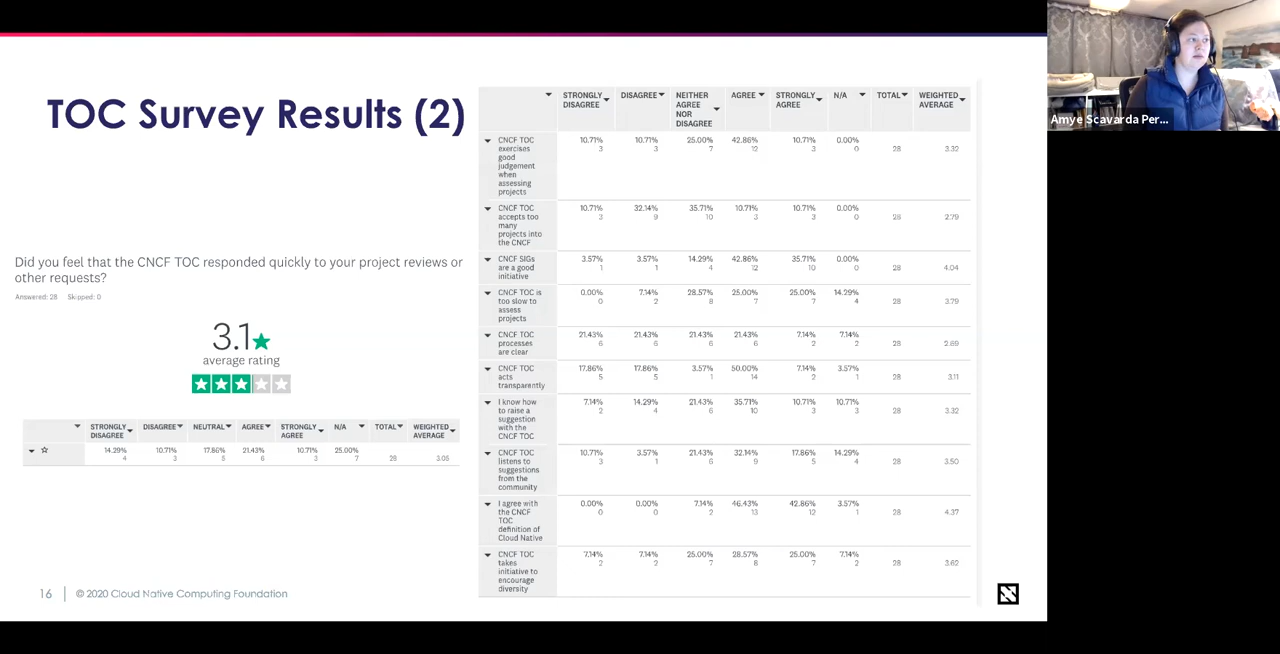 TOC Survey Results (2)
Did you feel that the CNCF TOC responded quickly to your project reviews or
other requests?
Answered: 28 Skipped: 0
3.1
average rating
STRONGLY DISAGREE DISAGREE NEUTRAL AGREE STRONGLY AGREE N/A TOTAL WEIGHTED AVERAGE
14.29% 10.71% 17.86% 21.43% 10.71% 25.00%
4 3 5 6 3 7 28 3.05
STRONGLY DISAGREE DISAGREE NEITHER AGREE NOR DISAGREE AGREE STRONGLY AGREE N/A TOTAL WEIGHTED AVERAGE
CNCF TOC
exercises
good
judgement
when
assessing
projects
10.71% 10.71% 25.00% 42.86% 10.71% 0.00%
3 3 7 12 3 0 28 3.32
CNCF TOC
accepts too
many
projects into
the CNCF
10.71% 32.14% 35.71% 10.71% 10.71% 0.00%
3 9 10 3 3 0 28 2.79
CNCF SIGs
are a good
initiative
3.57% 3.57% 14.29% 42.86% 35.71% 0.00%
1 1 4 12 10 0 28 4.04
CNCF TOC is
too slow to
assess
projects
0.00% 7.14% 28.57% 25.00% 25.00% 14.29%
0 2 8 7 7 4 28 3.79
CNCF TOC
processes
are clear
21.43% 21.43% 21.43% 21.43% 7.14% 7.14%
6 6 6 6 2 2 28 2.69
CNCF TOC
acts
transparently
17.86% 17.86% 3.57% 50.00% 7.14% 3.57%
5 5 1 14 2 1 28 3.11
I know how
to raise a
suggestion
with the
CNCF TOC
7.14% 14.29% 21.43% 35.71% 10.71% 10.71%
2 4 6 10 3 3 28 3.32
CNCF TOC
listens to
suggestions
from the
community
10.71% 3.57% 21.43% 32.14% 17.86% 14.29%
3 1 6 9 5 4 28 3.50
I agree with
the CNCF
TOC
definition of
Cloud Native
0.00% 0.00% 7.14% 46.43% 42.86% 3.57%
0 0 2 13 12 1 28 4.37
CNCF TOC
takes
initiative to
encourage
diversity
7.14% 7.14% 25.00% 28.57% 25.00% 7.14%
2 2 7 8 7 2 28 3.62
16 | © 2020 Cloud Native Computing Foundation
Amye Scavarda Per...